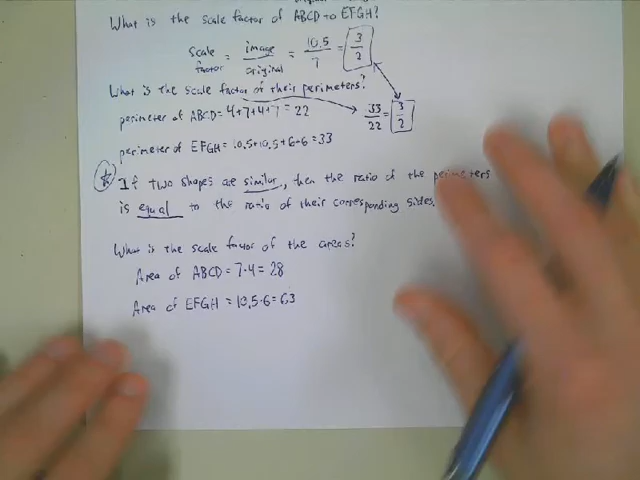 What is the scale factor of ABCD to EFGH?
scale factor = image/original = 10.5/7 = 3/2
What is the scale factor of their perimeters?
perimeter of ABCD = 4+7+4+7 = 22
33/22 = 3/2
perimeter of EFGH = 10.5+10.5+6+6 = 33
If two shapes are similar, then the ratio of the perimeters
is equal to the ratio of their corresponding sides.
What is the scale factor of the areas?
Area of ABCD = 7·4 = 28
Area of EFGH = 10.5·6 = 63